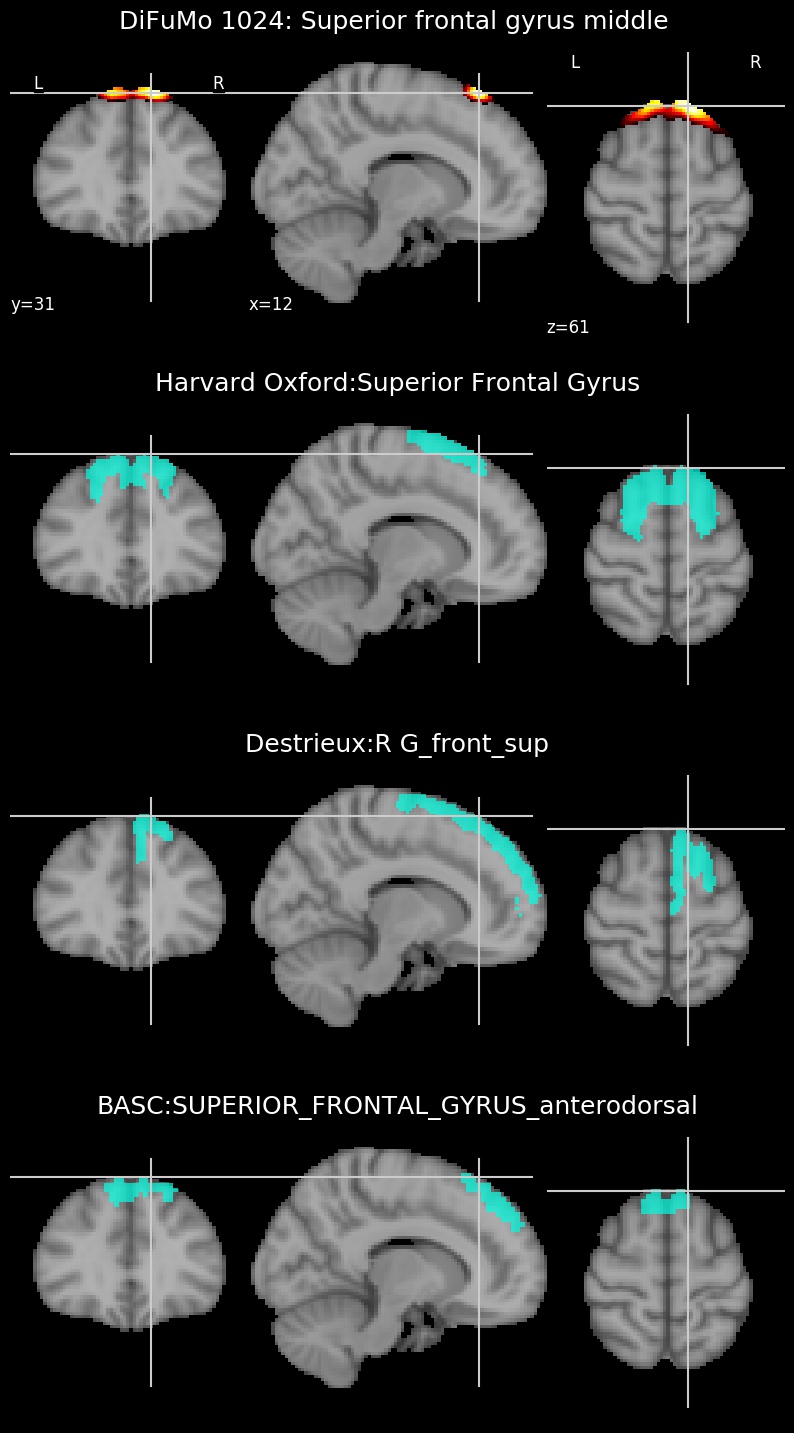 DiFuMo 1024: Superior frontal gyrus middle
L R L R
y=31 x=12 z=61
Harvard Oxford:Superior Frontal Gyrus
Destrieux:R G_front_sup
BASC:SUPERIOR_FRONTAL_GYRUS_anterodorsal